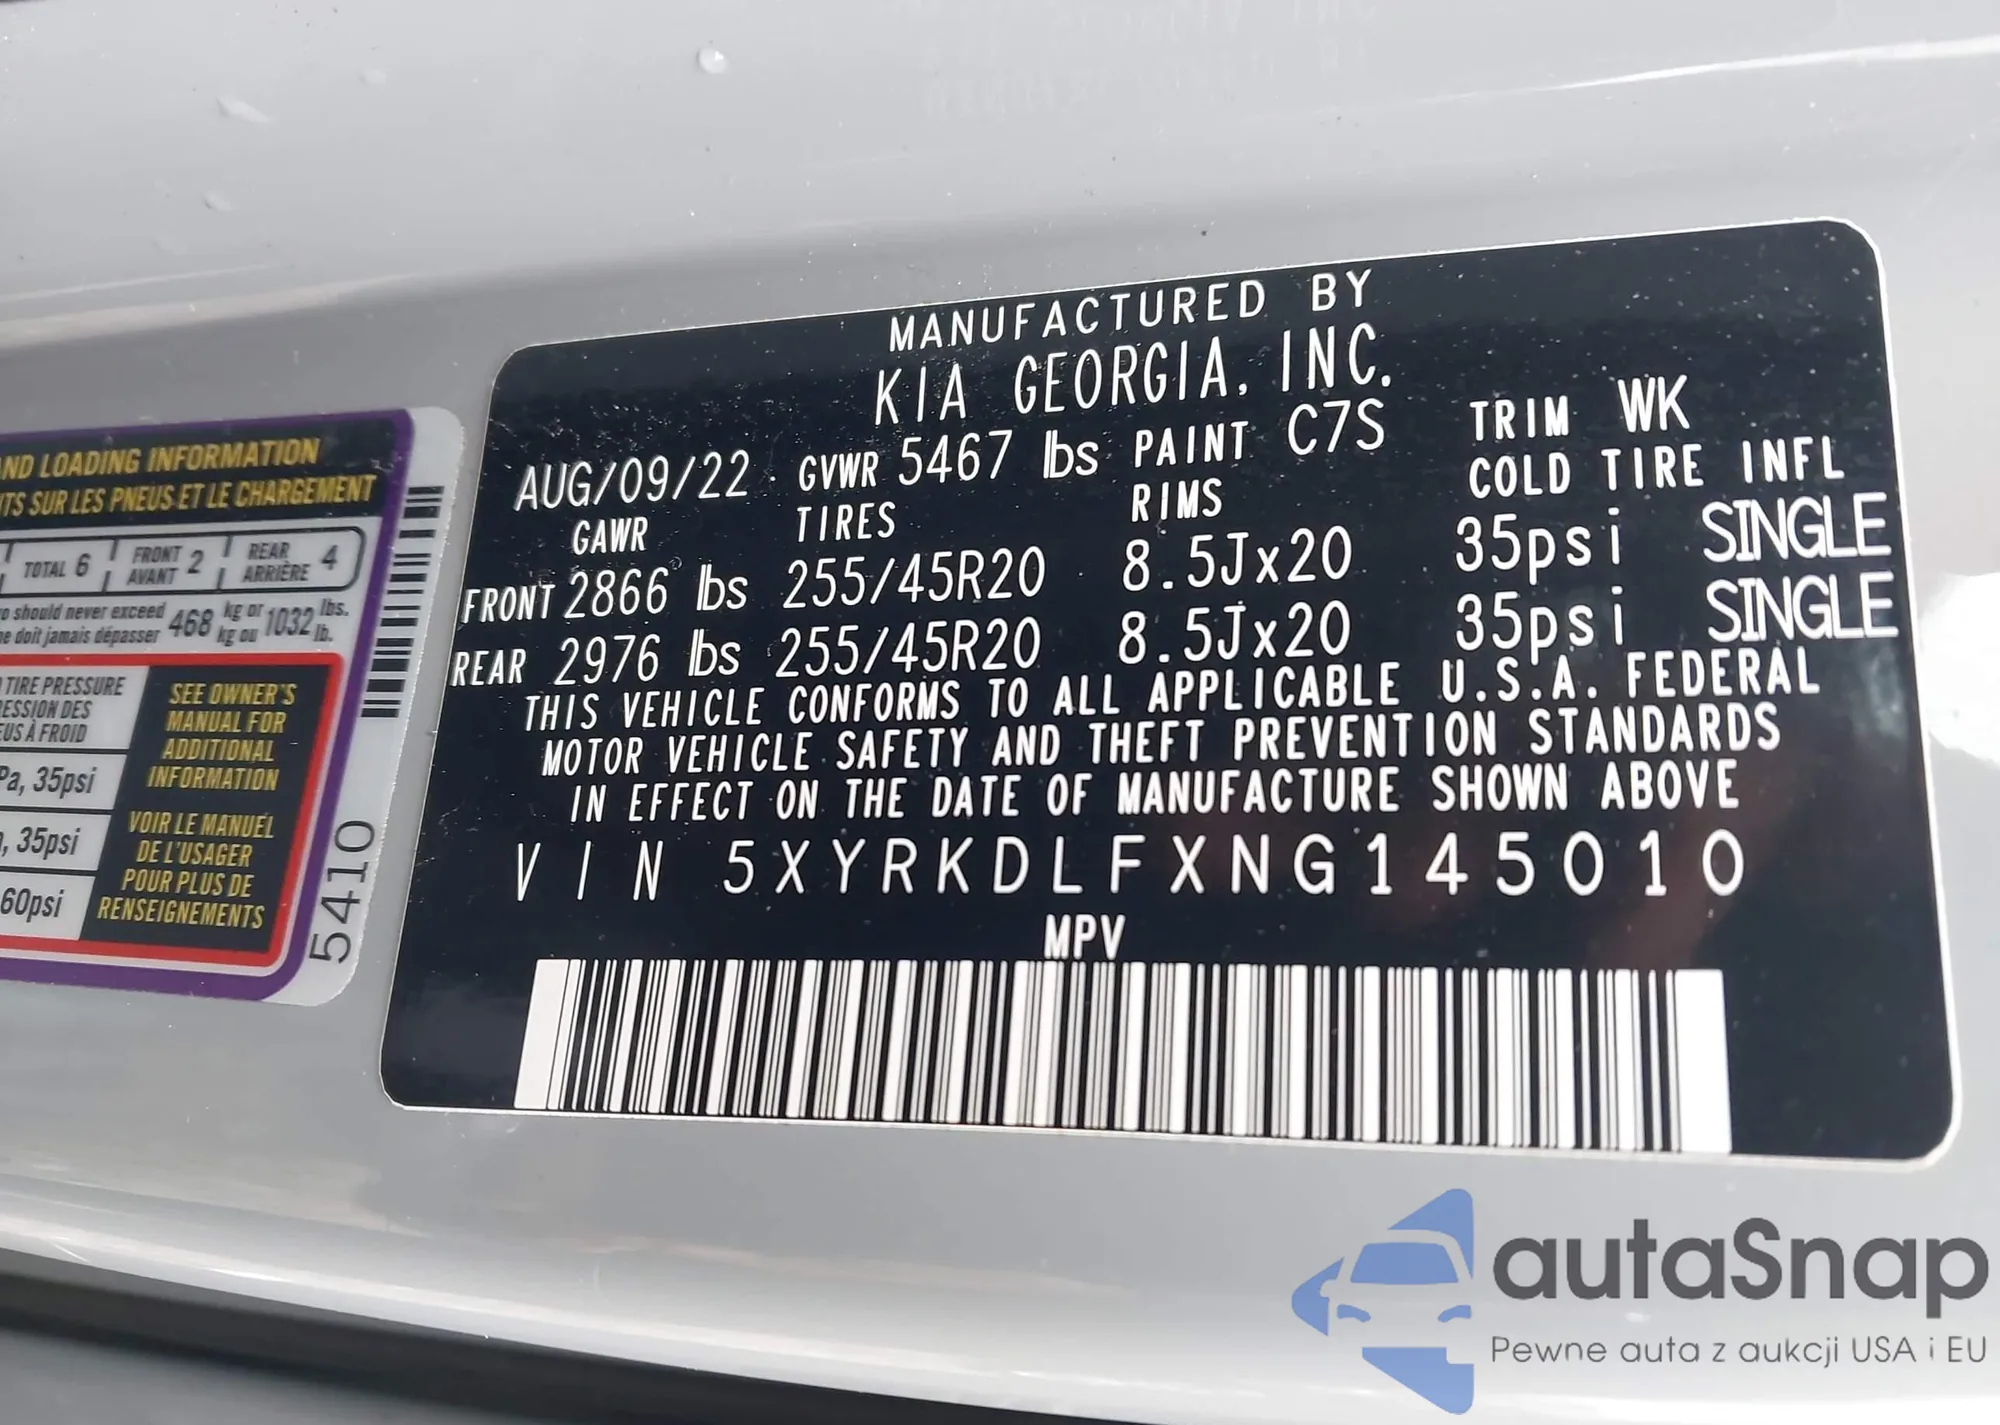 AND LOADING INFORMATION
TS SUR LES PNEUS ET LE CHARGEMENT
TOTAL 6 FRONT AVANT 2 REAR ARRIÈRE 4
should never exceed 468 kg or 1032 lbs.
doit jamais dépasser kg ou lb.
TIRE PRESSURE
DES
À FROID
35psi
35psi
60psi
SEE OWNER'S
MANUAL FOR
ADDITIONAL
INFORMATION
VOIR LE MANUEL
DE L'USAGER
POUR PLUS DE
RENSEIGNEMENTS
5410
MANUFACTURED BY
KIA GEORGIA, INC.
AUG/09/22 GVWR 5467 lbs PAINT C7S TRIM WK
GAWR TIRES RIMS COLD TIRE INFL
FRONT 2866 lbs 255/45R20 8.5Jx20 35psi SINGLE
REAR 2976 lbs 255/45R20 8.5Jx20 35psi SINGLE
THIS VEHICLE CONFORMS TO ALL APPLICABLE U.S.A. FEDERAL
MOTOR VEHICLE SAFETY AND THEFT PREVENTION STANDARDS
IN EFFECT ON THE DATE OF MANUFACTURE SHOWN ABOVE
VIN 5XYRKDLFXNG145010
MPV
autaSnap
Pewne auta z aukcji USA i EU